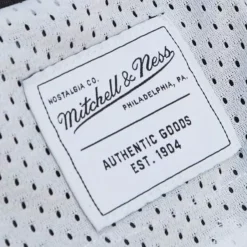 NOSTALGIA CO.
Mitchell & Ness
PHILADELPHIA, PA.
AUTHENTIC GOODS
EST. 1904